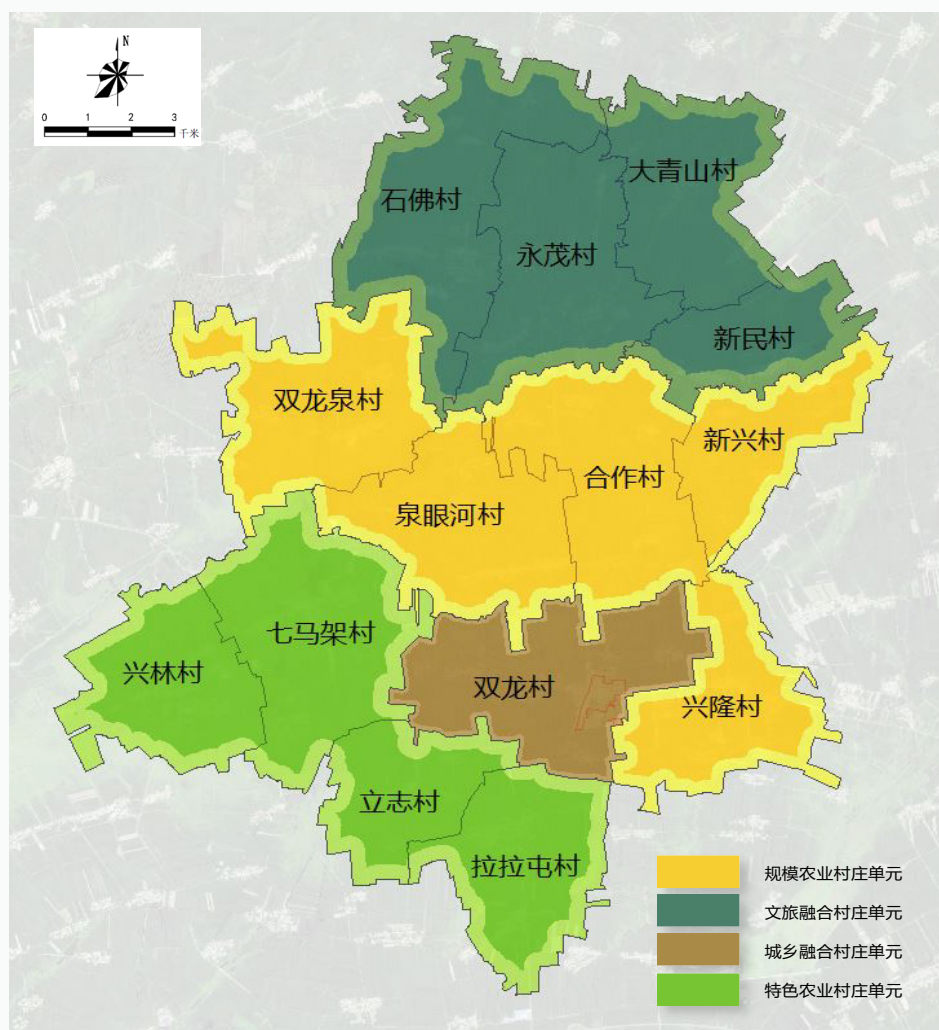 N
0 1 2 3
千米
大青山村
石佛村
永茂村
新民村
双龙泉村
新兴村
合作村
泉眼河村
七马架村
兴林村
双龙村
兴隆村
立志村
拉拉屯村
规模农业村庄单元
文旅融合村庄单元
城乡融合村庄单元
特色农业村庄单元